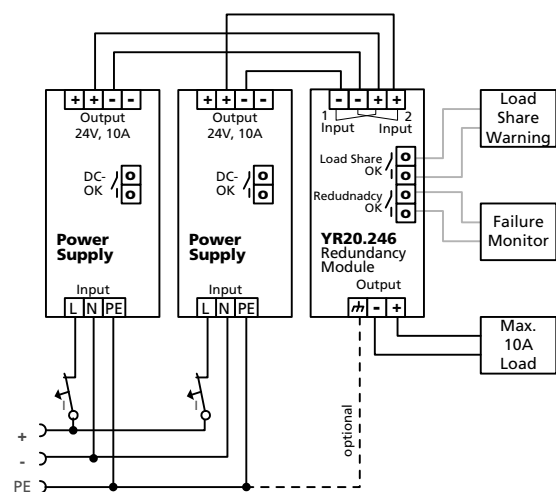 + + - -
Output
24V, 10A
DC-
OK
Power
Supply
Input
L N PE
+ + - -
Output
24V, 10A
DC-
OK
Power
Supply
Input
L N PE
- - + +
1 2
Input Input
Load Share
OK
Redudnadcy
OK
YR20.246
Redundancy
Module
Output
- +
Load
Share
Warning
Failure
Monitor
Max.
10A
Load
I
I
optional
+
-
PE